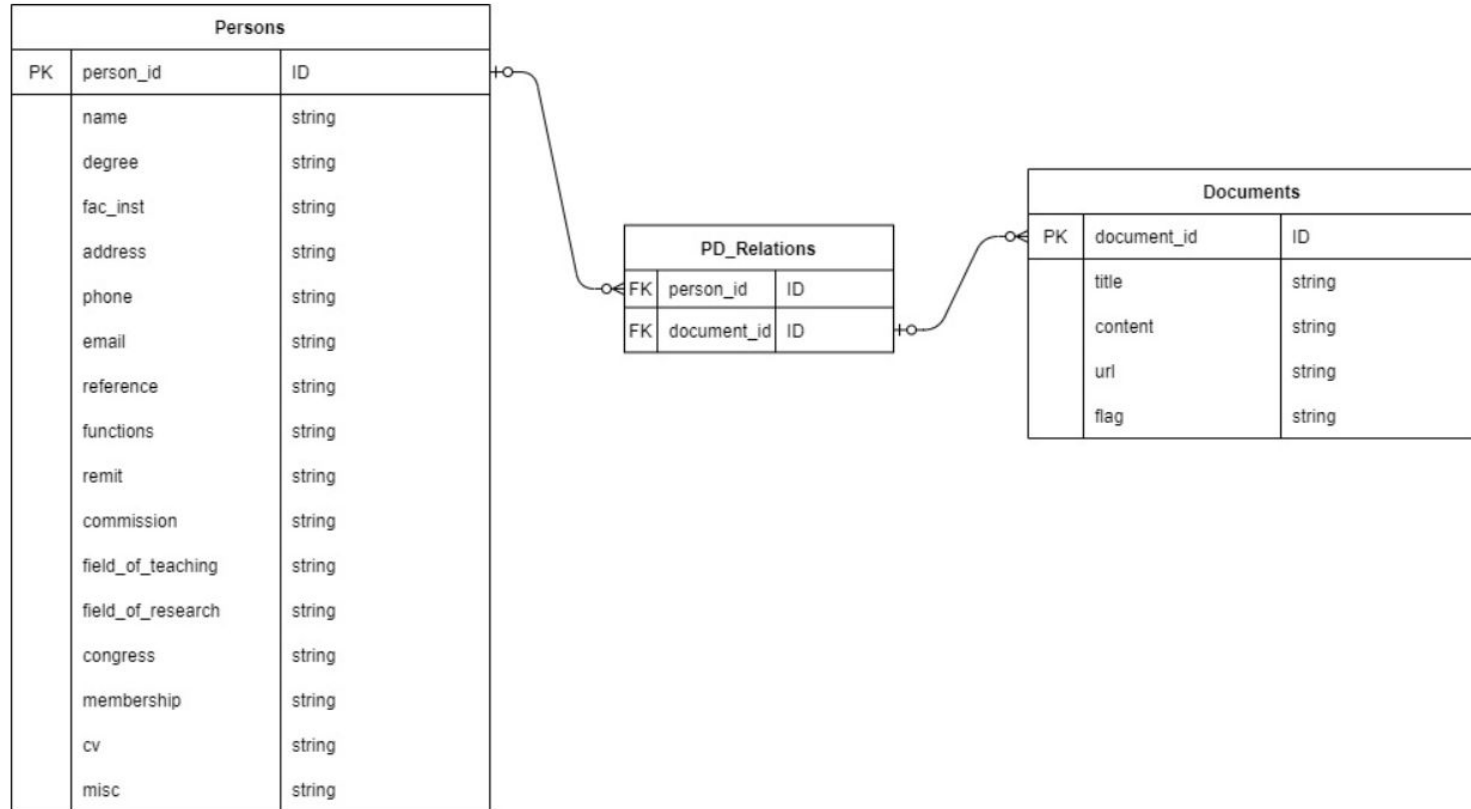 Persons
PK person_id ID
name string
degree string
fac_inst string
address string
phone string
email string
reference string
functions string
remit string
commission string
field_of_teaching string
field_of_research string
congress string
membership string
cv string
misc string
PD_Relations
FK person_id ID
FK document_id ID
Documents
PK document_id ID
title string
content string
url string
flag string